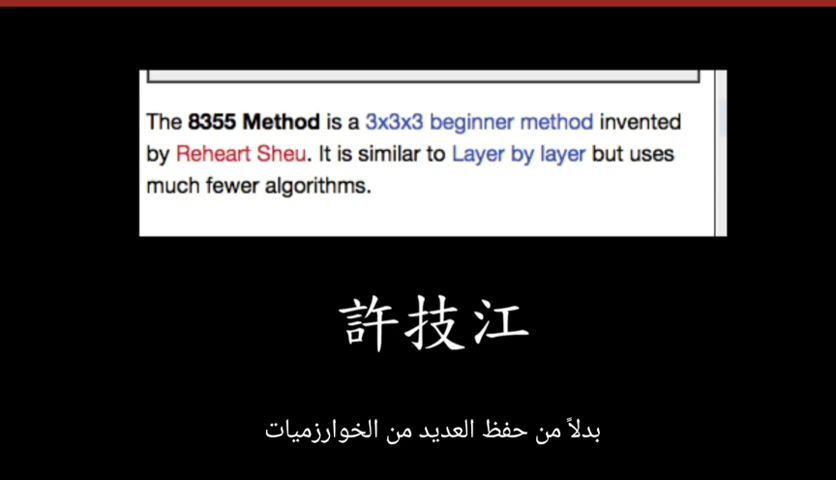 The 8355 Method is a 3x3x3 beginner method invented
by Reheart Sheu. It is similar to Layer by layer but uses
much fewer algorithms.
許技江
بدلاً من حفظ العديد من الخوارزميات